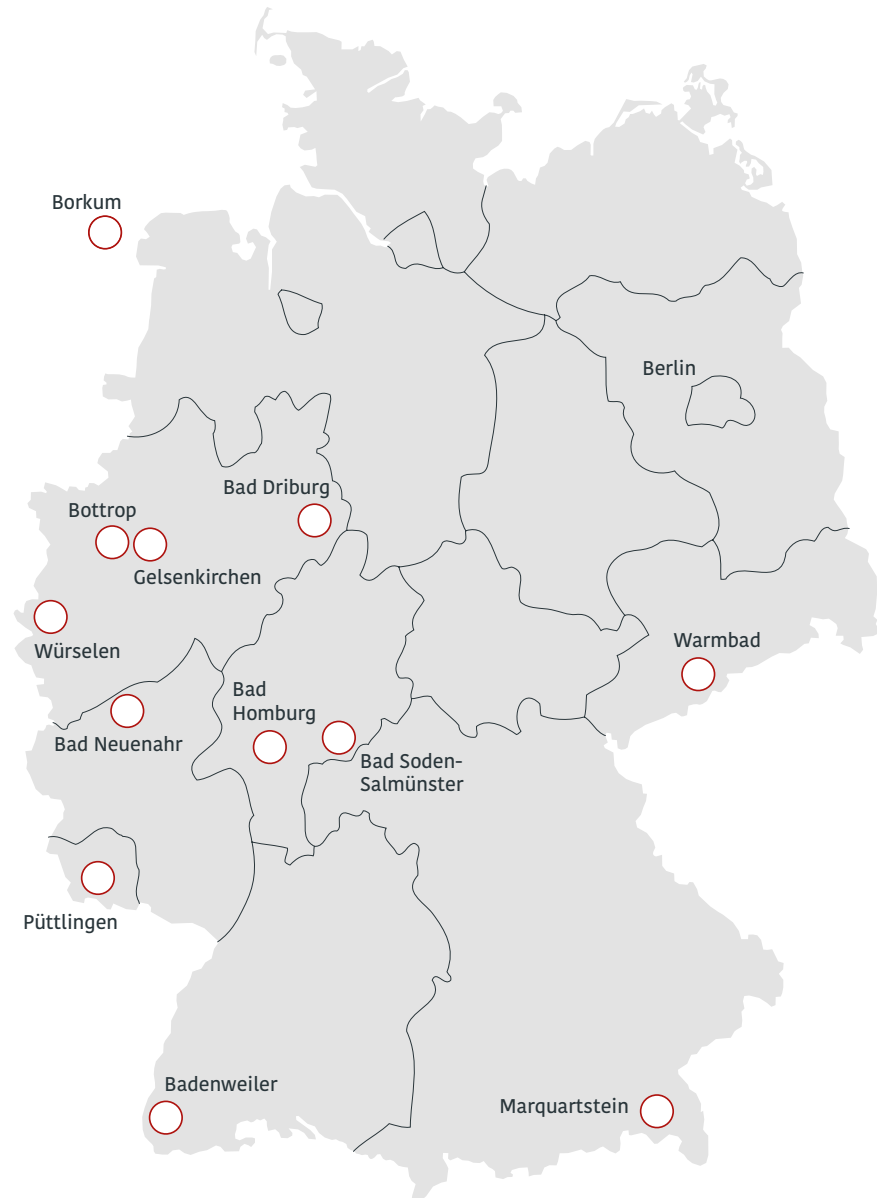 Borkum
Berlin
Bad Driburg
Bottrop
Gelsenkirchen
Würselen
Warmbad
Bad
Homburg
Bad Neuenahr
Bad Soden-
Salmünster
Püttlingen
Badenweiler
Marquartstein